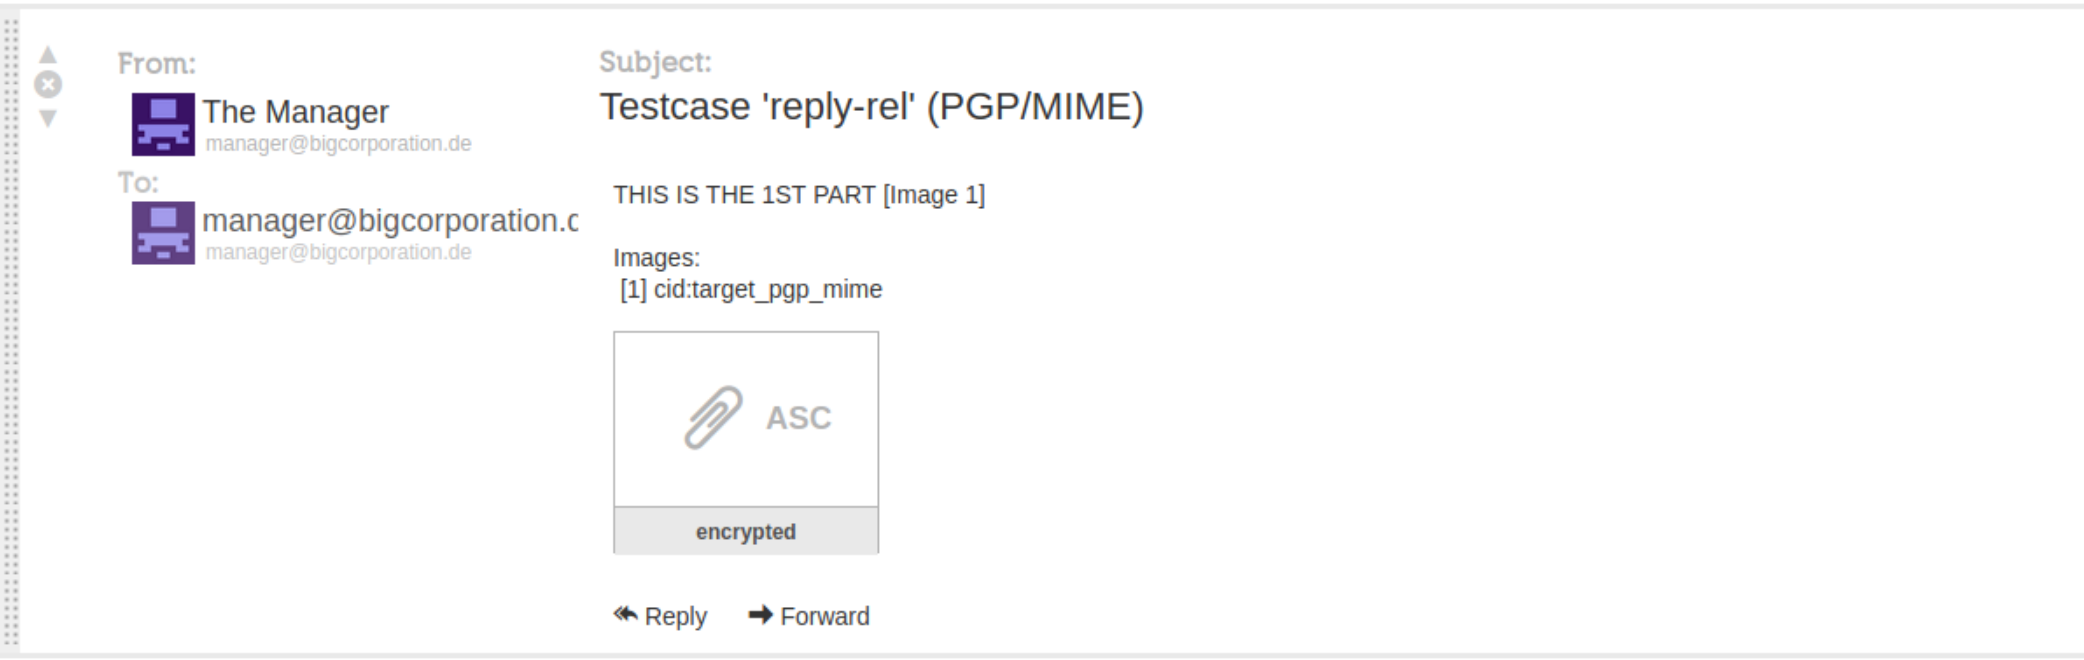 From:
The Manager
manager@bigcorporation.de
To:
manager@bigcorporation.c
manager@bigcorporation.de
Subject:
Testcase 'reply-rel' (PGP/MIME)
THIS IS THE 1ST PART [Image 1]
Images:
[1] cid:target_pgp_mime
ASC
encrypted
Reply
Forward